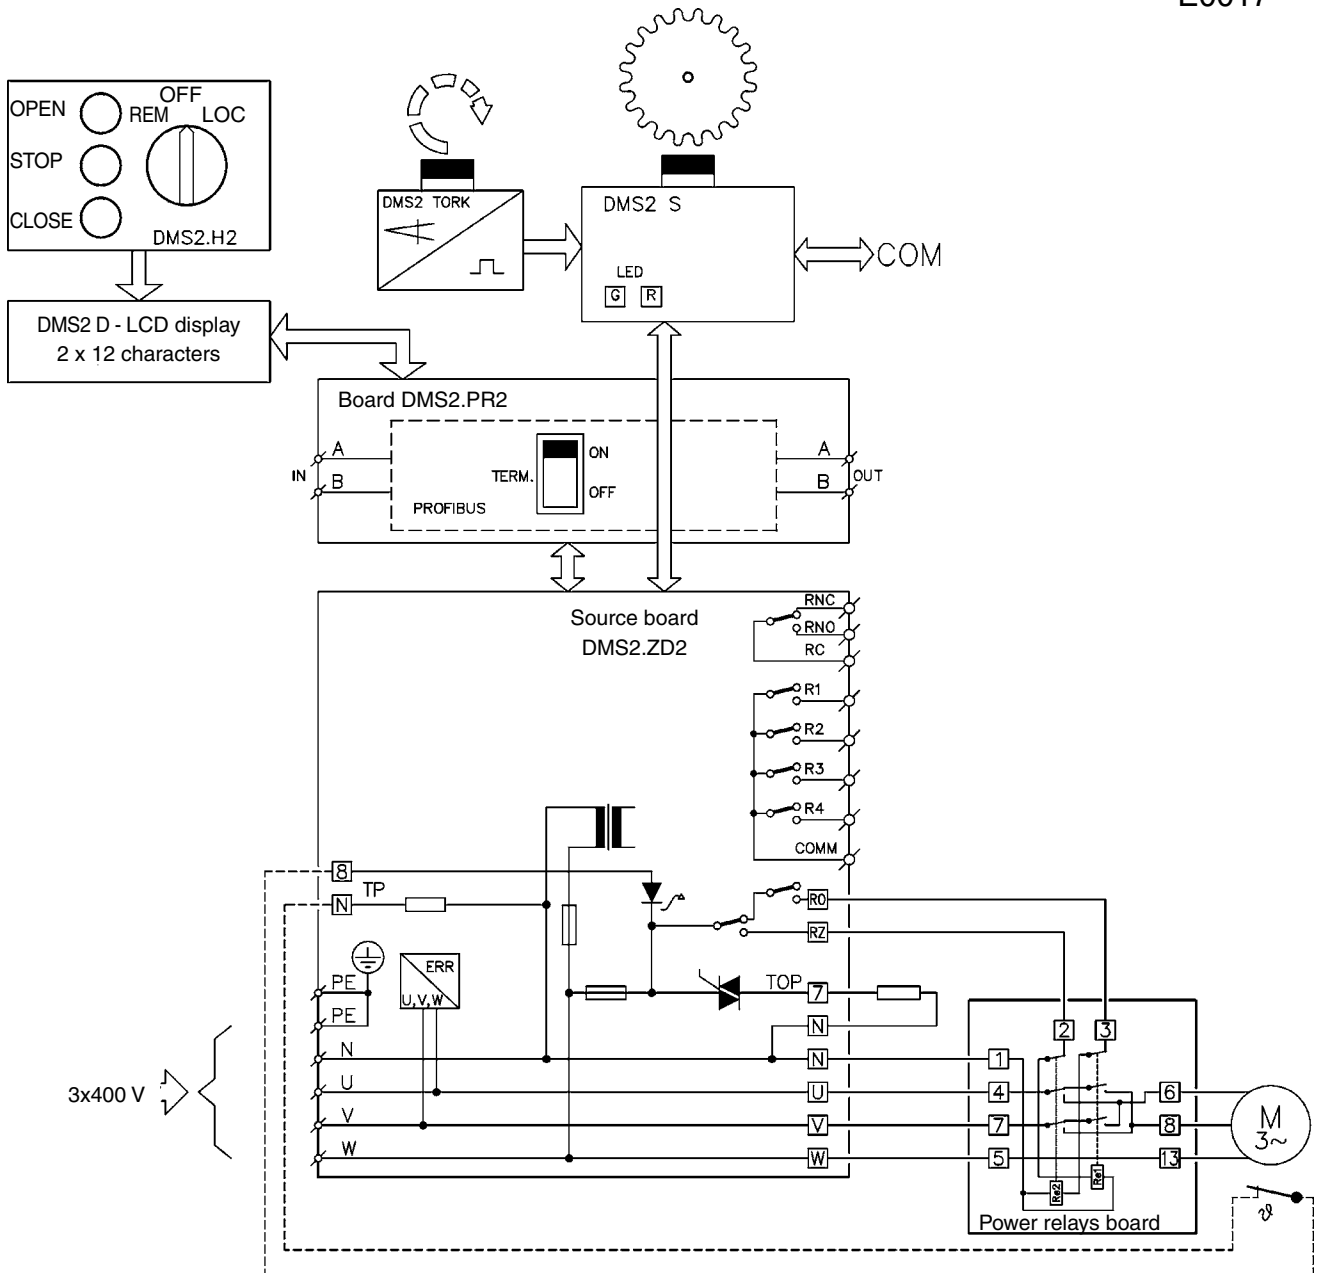 OFF
OPEN
REM
LOC
STOP
CLOSE
DMS2.H2
DMS2 TORK
DMS2 S
LED
G R
COM
DMS2 D - LCD display
2 x 12 characters
Board DMS2.PR2
A
IN
B
TERM.
ON
OFF
PROFIBUS
A
OUT
B
Source board
DMS2.ZD2
RNC
RNO
RC
R1
R2
R3
R4
COMM
8
TP
N
RO
RZ
ERR
U,V,W
TOP
7
PE
PE
N
N
N
U
U
V
V
W
W
3x400 V
2
3
1
4
7
5
6
8
13
Re2
Re1
M
3~
ϑ
Power relays board